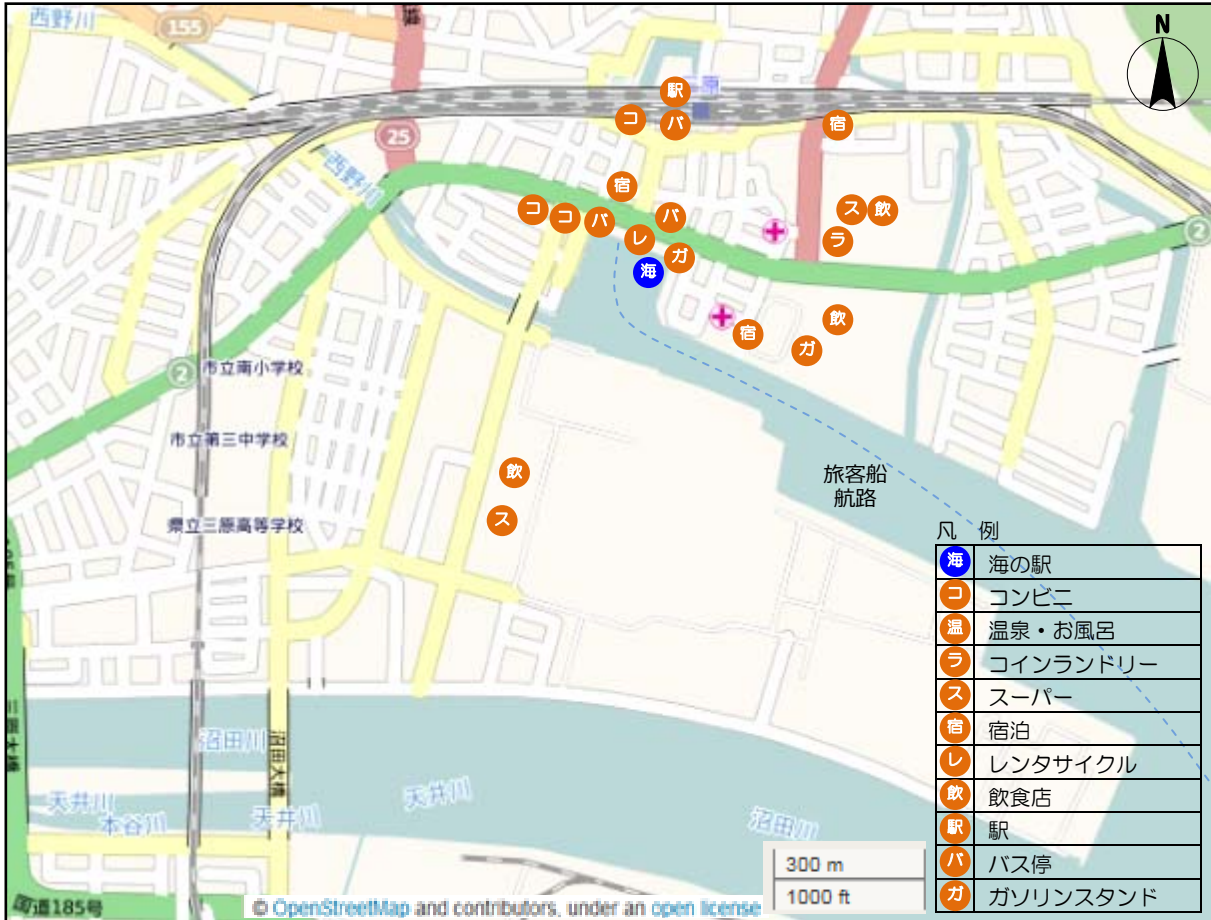 西野川
155
線
N
駅
三原
コ
バ
宿
25
西野川
宿
コ
コ
バ
バ
レ
ガ
海
ス
飲
ラ
2
宿
飲
ガ
2
市立南小学校
市立第三中学校
県立三原高等学校
飲
ス
旅客船
航路
凡 例
海 海の駅
コ コンビニ
温 温泉・お風呂
ラ コインランドリー
ス スーパー
宿 宿泊
レ レンタサイクル
飲 飲食店
駅 駅
バ バス停
ガ ガソリンスタンド
三原大橋
沼田川
沼田大橋
天井川
本谷川
天井川
天井川
沼田川
300 m
1000 ft
国道185号
© OpenStreetMap and contributors, under an open license